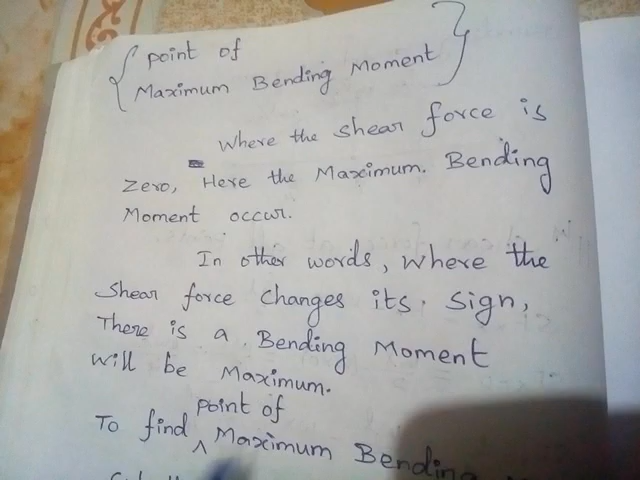 { Point of
Maximum Bending Moment }
Where the shear force is
Zero, Here the Maximum. Bending
Moment occur.
In other words, where the
Shear force changes its. Sign,
There is a . Bending Moment
will be Maximum.
point of
To find ^ Maximum Bending